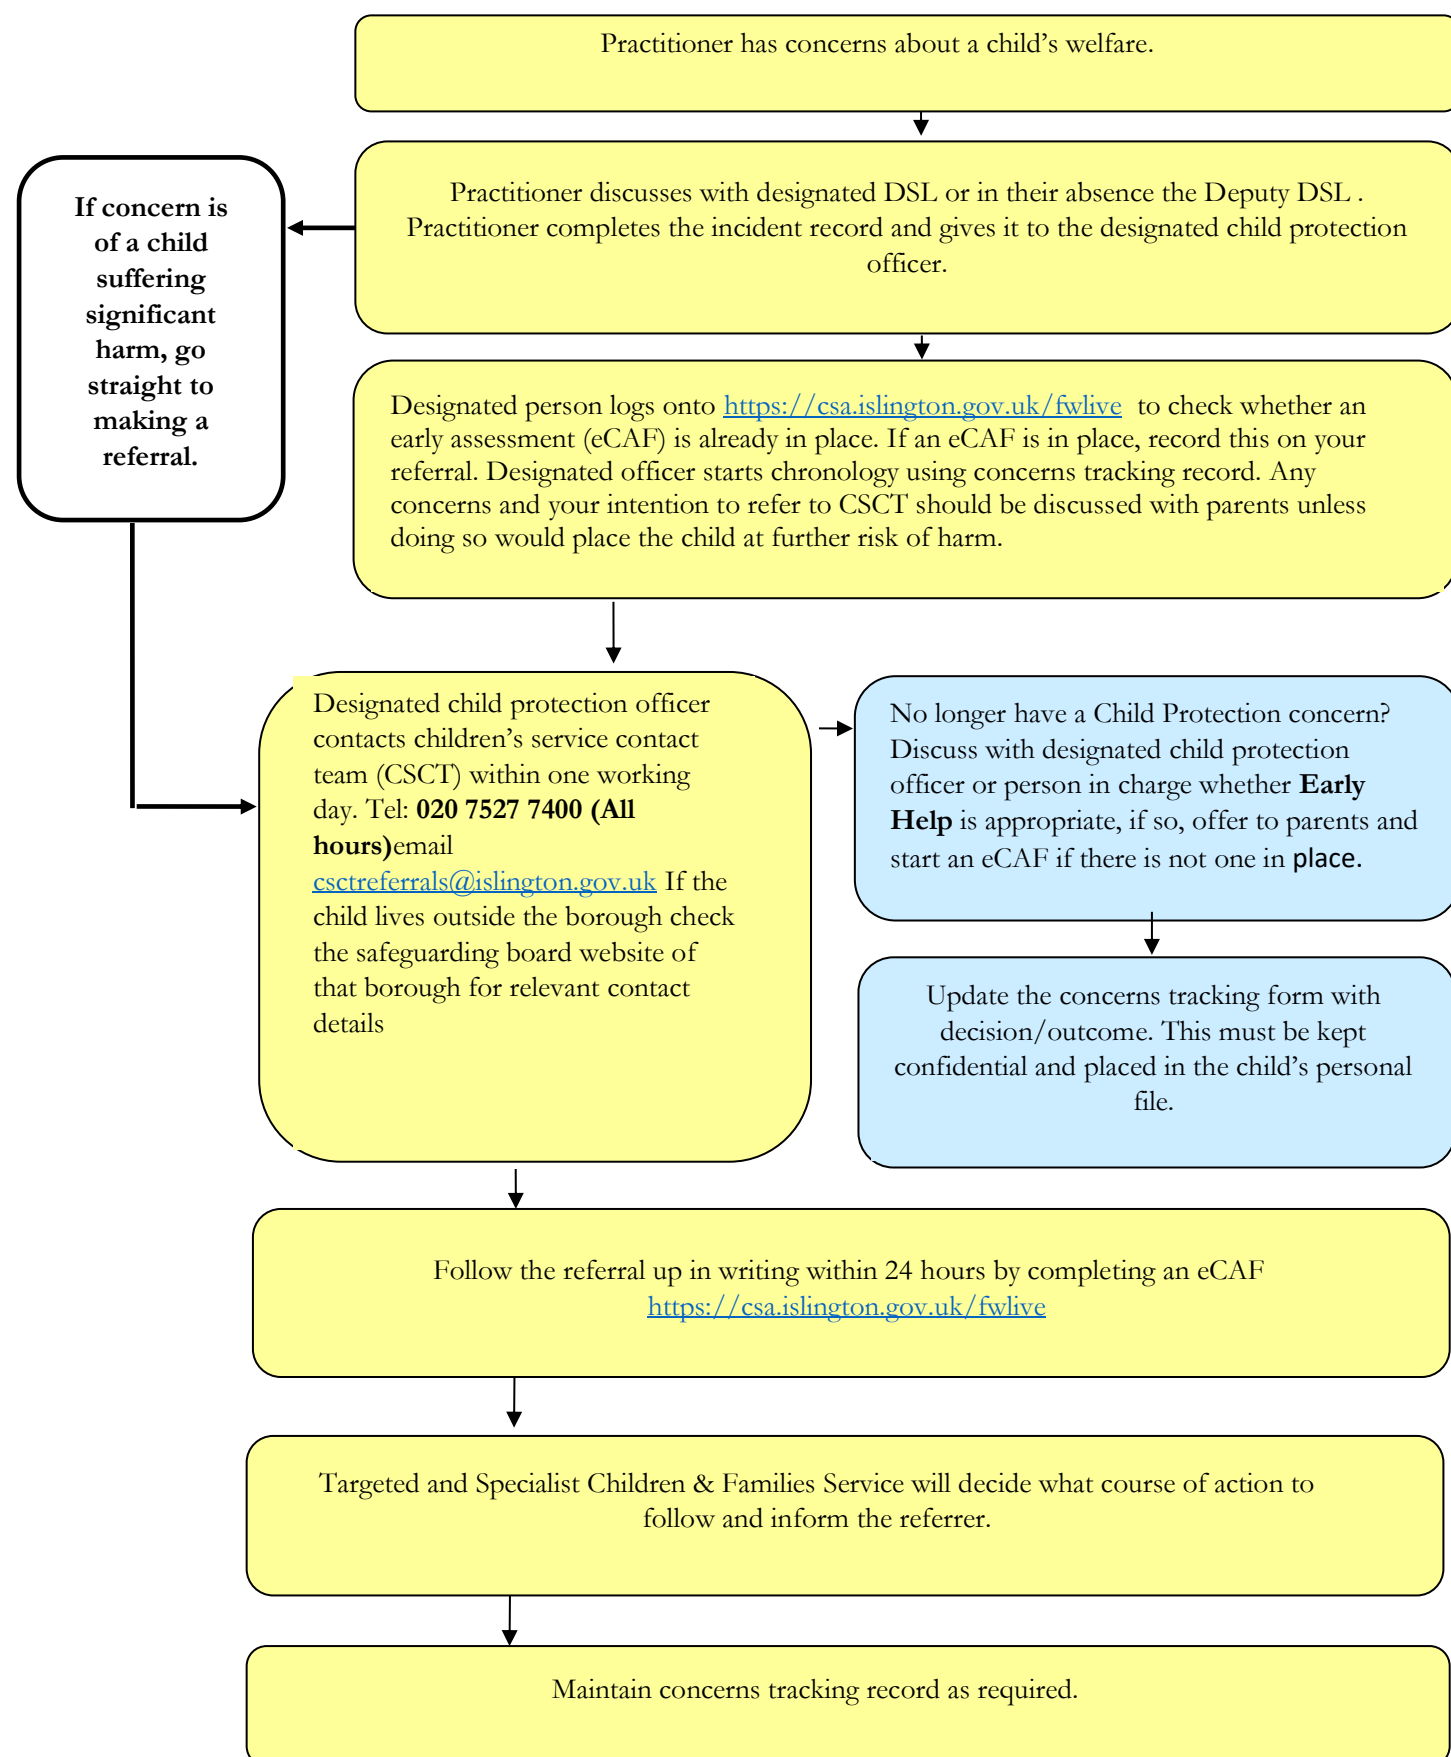 Practitioner has concerns about a child’s welfare.
Practitioner discusses with designated DSL or in their absence the Deputy DSL .
Practitioner completes the incident record and gives it to the designated child protection
officer.
If concern is
of a child
suffering
significant
harm, go
straight to
making a
referral.
Designated person logs onto https://csa.islington.gov.uk/fwlive to check whether an
early assessment (eCAF) is already in place. If an eCAF is in place, record this on your
referral. Designated officer starts chronology using concerns tracking record. Any
concerns and your intention to refer to CSCT should be discussed with parents unless
doing so would place the child at further risk of harm.
Designated child protection officer
contacts children’s service contact
team (CSCT) within one working
day. Tel: 020 7527 7400 (All
hours)email
csctreferrals@islington.gov.uk If the
child lives outside the borough check
the safeguarding board website of
that borough for relevant contact
details
No longer have a Child Protection concern?
Discuss with designated child protection
officer or person in charge whether Early
Help is appropriate, if so, offer to parents and
start an eCAF if there is not one in place.
Update the concerns tracking form with
decision/outcome. This must be kept
confidential and placed in the child’s personal
file.
Follow the referral up in writing within 24 hours by completing an eCAF
https://csa.islington.gov.uk/fwlive
Targeted and Specialist Children & Families Service will decide what course of action to
follow and inform the referrer.
Maintain concerns tracking record as required.